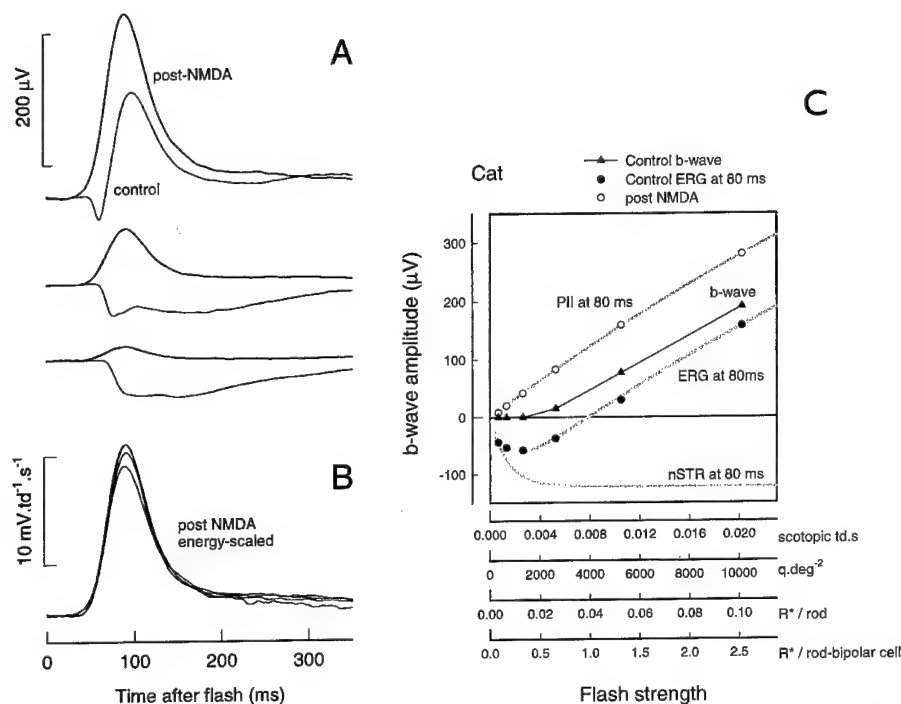 A
post-NMDA
200 μV
control
B
10 mV.td⁻¹.s⁻¹
post NMDA
energy-scaled
0 100 200 300
Time after flash (ms)
C
Cat
Control b-wave
Control ERG at 80 ms
post NMDA
b-wave amplitude (μV)
300
200
100
0
-100
PII at 80 ms
b-wave
ERG at 80ms
nSTR at 80 ms
0.000 0.004 0.008 0.012 0.016 0.020 scotopic td.s
0 2000 4000 6000 8000 10000 q.deg⁻²
0.00 0.02 0.04 0.06 0.08 0.10 R* / rod
0.0 0.5 1.0 1.5 2.0 2.5 R* / rod-bipolar cell
Flash strength